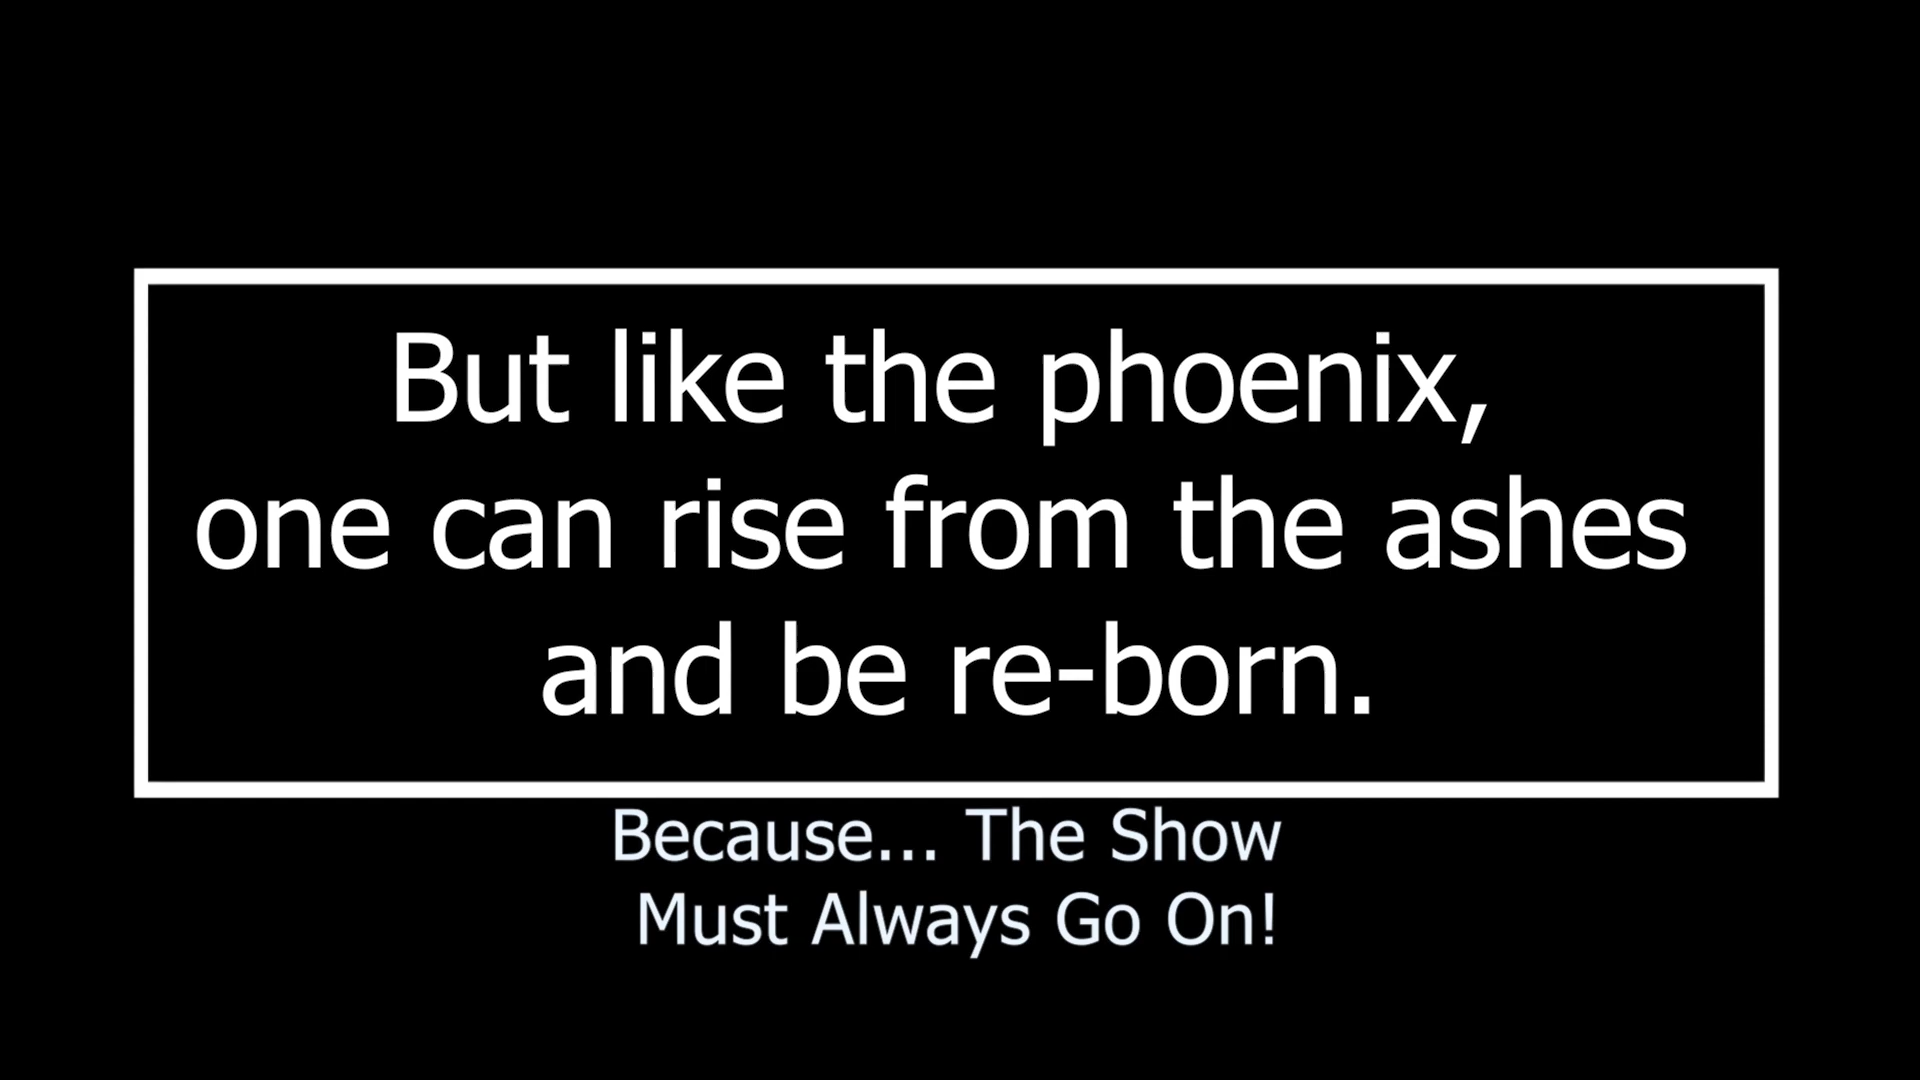 But like the phoenix,
one can rise from the ashes
and be re-born.
Because... The Show
Must Always Go On!